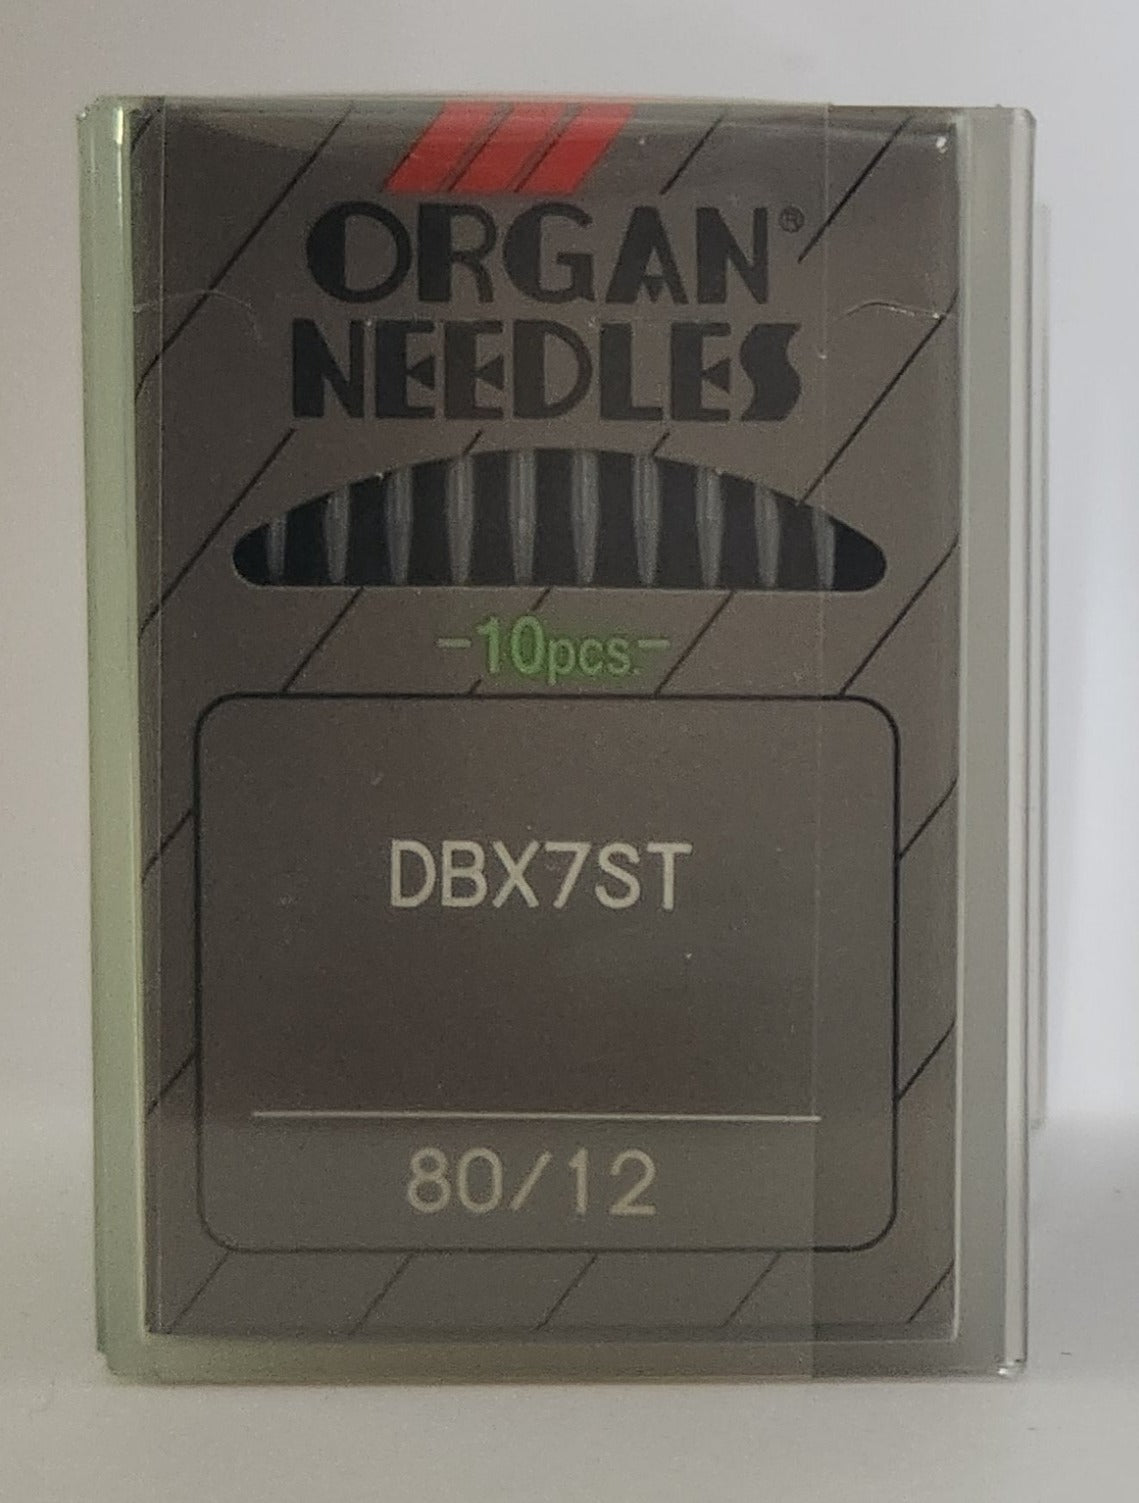 ORGAN®
NEEDLES
-10pcs.-
DBX7ST
80/12